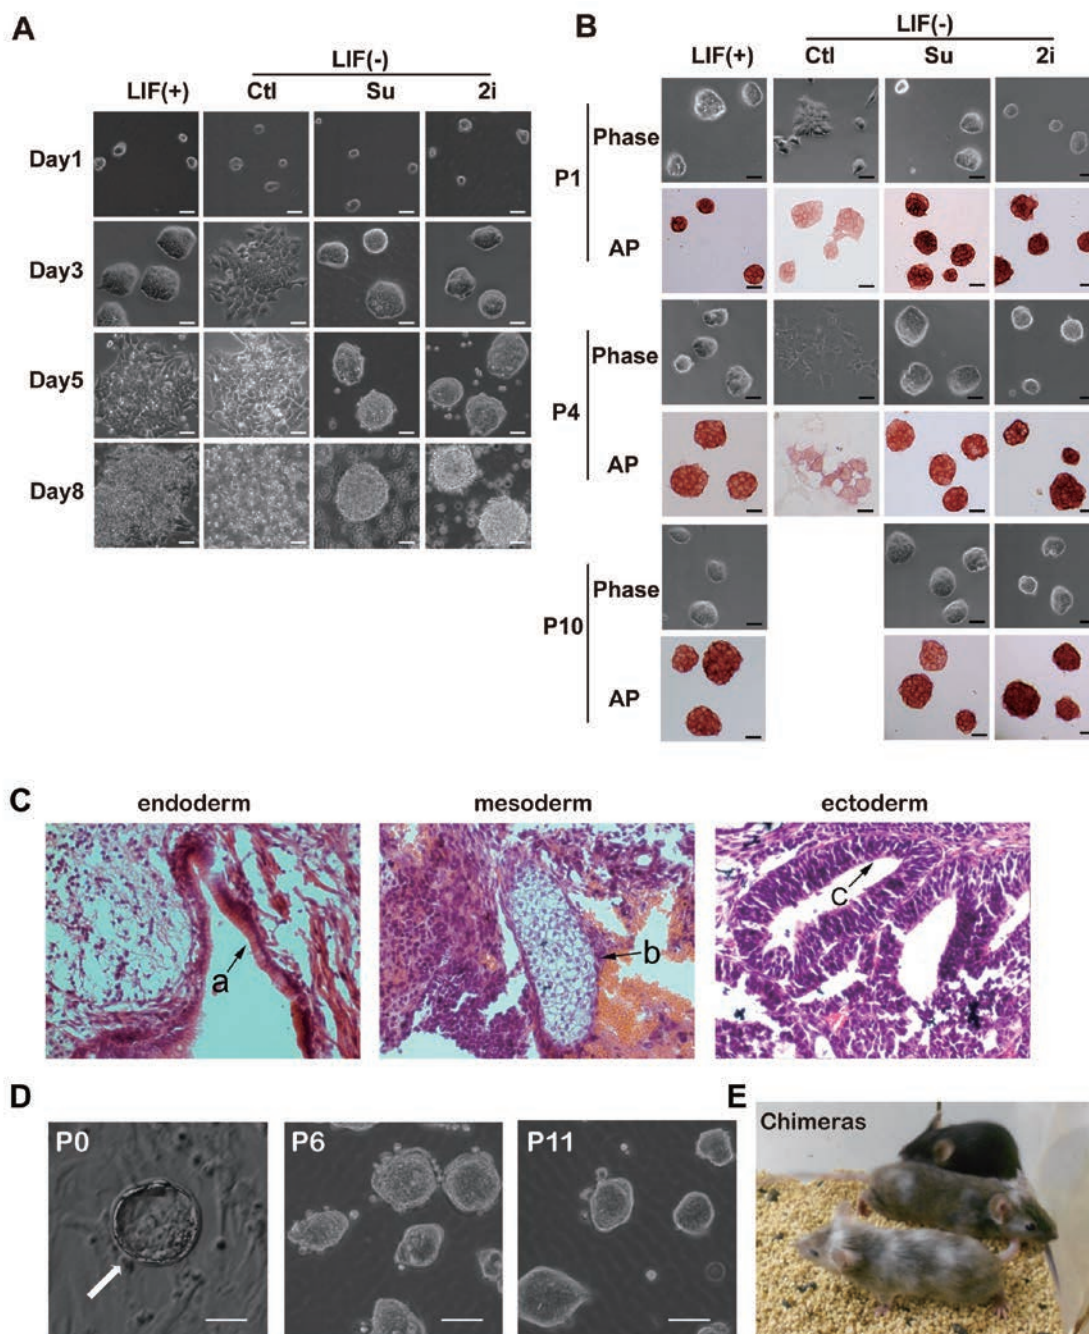 A
LIF(-)
LIF(+) Ctl Su 2i
Day1
Day3
Day5
Day8
B
LIF(-)
LIF(+) Ctl Su 2i
P1
Phase
AP
P4
Phase
AP
P10
Phase
AP
C
endoderm mesoderm ectoderm
a
b
c
D
P0 P6 P11
E
Chimeras